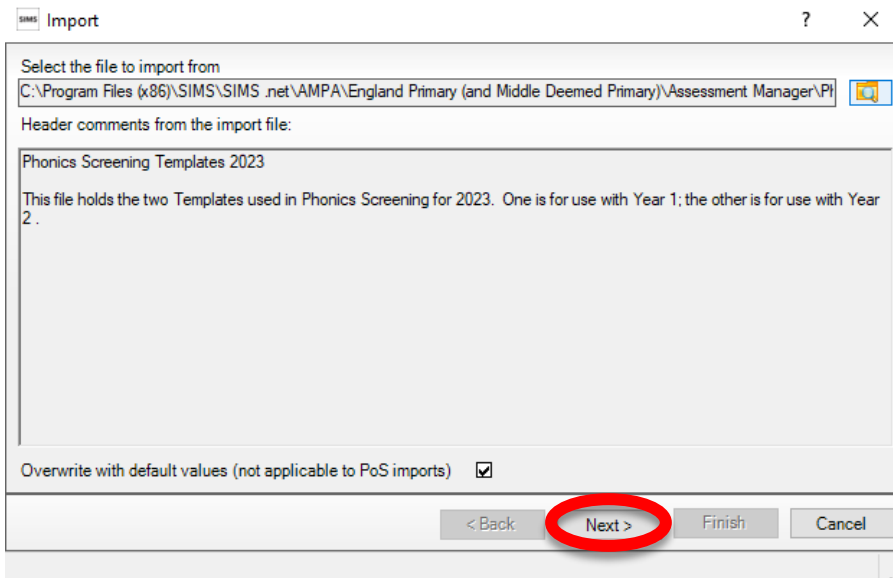 SIMS Import ? X
Select the file to import from
C:\Program Files (x86)\SIMS\SIMS .net\AMPA\England Primary (and Middle Deemed Primary)\Assessment Manager\Ph
Header comments from the import file:
Phonics Screening Templates 2023
This file holds the two Templates used in Phonics Screening for 2023. One is for use with Year 1; the other is for use with Year
2 .
Overwrite with default values (not applicable to PoS imports)
< Back Next > Finish Cancel